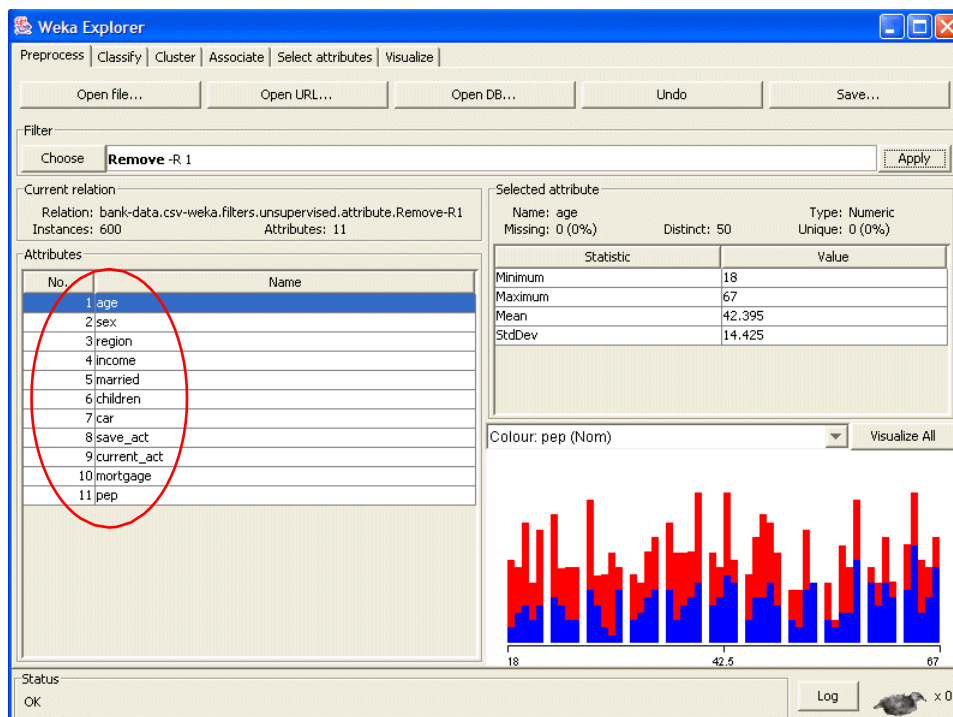 Weka Explorer
Preprocess Classify Cluster Associate Select attributes Visualize
Open file... Open URL... Open DB... Undo Save...
Filter
Choose Remove -R 1 Apply
Current relation
Relation: bank-data.csv-weka.filters.unsupervised.attribute.Remove-R1
Instances: 600 Attributes: 11
Attributes
No. Name
1 age
2 sex
3 region
4 income
5 married
6 children
7 car
8 save_act
9 current_act
10 mortgage
11 pep
Selected attribute
Name: age Type: Numeric
Missing: 0 (0%) Distinct: 50 Unique: 0 (0%)
Statistic Value
Minimum 18
Maximum 67
Mean 42.395
StdDev 14.425
Colour: pep (Nom) Visualize All
18 42.5 67
Status
OK
Log x 0